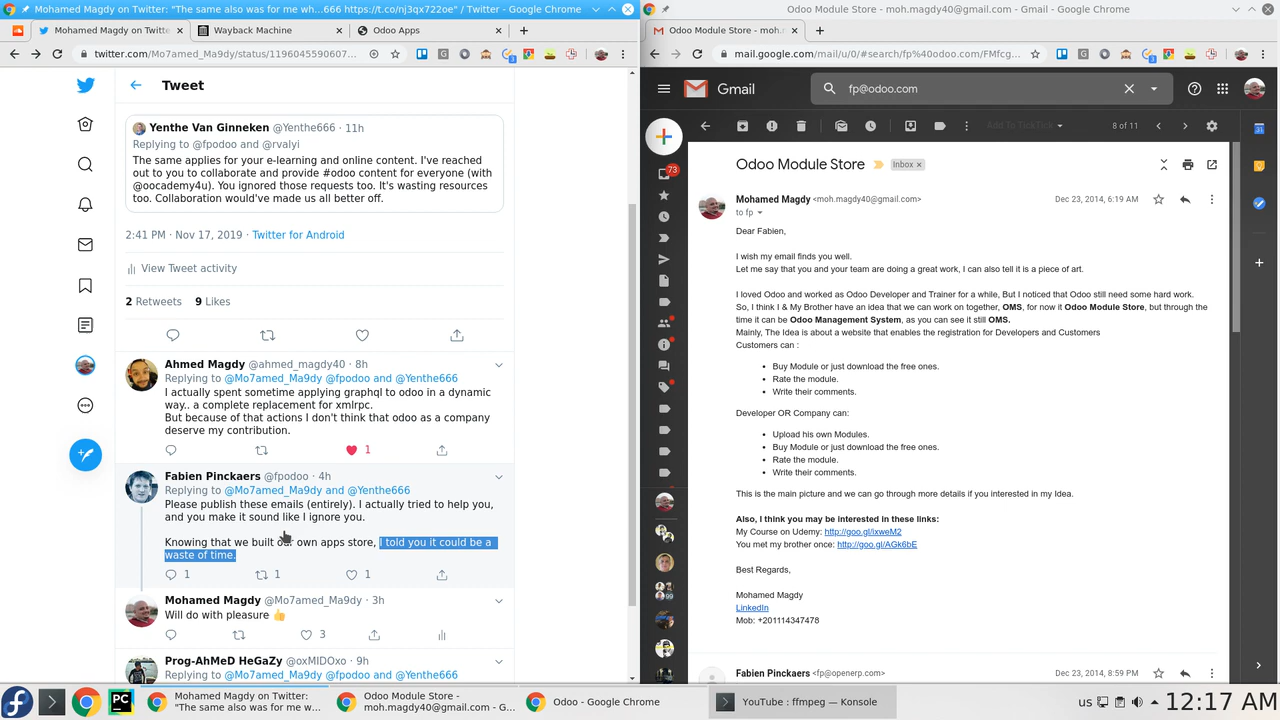 Mohamed Magdy on Twitter: "The same also was for me wh...666 https://t.co/nj3qx722oe" / Twitter - Google Chrome
Mohamed Magdy on Twitt
Wayback Machine
Odoo Apps
twitter.com/Mo7amed_Ma9dy/status/1196045590607
Tweet
Yenthe Van Ginneken @Yenthe666 · 11h
Replying to @fpodoo and @rvalyi
The same applies for your e-learning and online content. I've reached
out to you to collaborate and provide #odoo content for everyone (with
@oocademy4u). You ignored those requests too. It's wasting resources
too. Collaboration would've made us all better off.
2:41 PM · Nov 17, 2019 · Twitter for Android
View Tweet activity
2 Retweets 9 Likes
Ahmed Magdy @ahmed_magdy40 · 8h
Replying to @Mo7amed_Ma9dy @fpodoo and @Yenthe666
I actually spent sometime applying graphql to odoo in a dynamic
way.. a complete replacement for xmlrpc.
But because of that actions I don't think that odoo as a company
deserve my contribution.
1
Fabien Pinckaers @fpodoo · 4h
Replying to @Mo7amed_Ma9dy and @Yenthe666
Please publish these emails (entirely). I actually tried to help you,
and you make it sound like I ignore you.
Knowing that we built our own apps store, I told you it could be a
waste of time.
1 1 1
Mohamed Magdy @Mo7amed_Ma9dy · 3h
Will do with pleasure 👍
3
Prog-AhMeD HeGaZy @oxMIDOxo · 9h
Replying to @Mo7amed_Ma9dy @fpodoo and @Yenthe666
Odoo Module Store - moh.magdy40@gmail.com - Gmail - Google Chrome
Odoo Module Store - moh.
mail.google.com/mail/u/0/#search/fp%40odoo.com/FMfcg...
Gmail
fp@odoo.com
73
Add To TickTick
8 of 11
Odoo Module Store
Inbox ×
Mohamed Magdy <moh.magdy40@gmail.com>
Dec 23, 2014, 6:19 AM
to fp
Dear Fabien,
I wish my email finds you well.
Let me say that you and your team are doing a great work, I can also tell it is a piece of art.
I loved Odoo and worked as Odoo Developer and Trainer for a while, But I noticed that Odoo still need some hard work.
So, I think I & My Brother have an idea that we can work on together, OMS, for now it Odoo Module Store, but through the
time it can be Odoo Management System, as you can see it still OMS.
Mainly, The Idea is about a website that enables the registration for Developers and Customers
Customers can :
• Buy Module or just download the free ones.
• Rate the module.
• Write their comments.
Developer OR Company can:
• Upload his own Modules.
• Buy Module or just download the free ones.
• Rate the module.
• Write their comments.
This is the main picture and we can go through more details if you interested in my Idea.
Also, I think you may be interested in these links:
My Course on Udemy: http://goo.gl/ixweM2
You met my brother once: http://goo.gl/AGk6bE
Best Regards,
Mohamed Magdy
LinkedIn
Mob: +201114347478
Fabien Pinckaers <fp@openerp.com>
Dec 23, 2014, 8:59 PM
Mohamed Magdy on Twitter:
"The same also was for me w...
Odoo Module Store -
moh.magdy40@gmail.com - G...
Odoo - Google Chrome
YouTube : ffmpeg — Konsole
us
12:17 AM